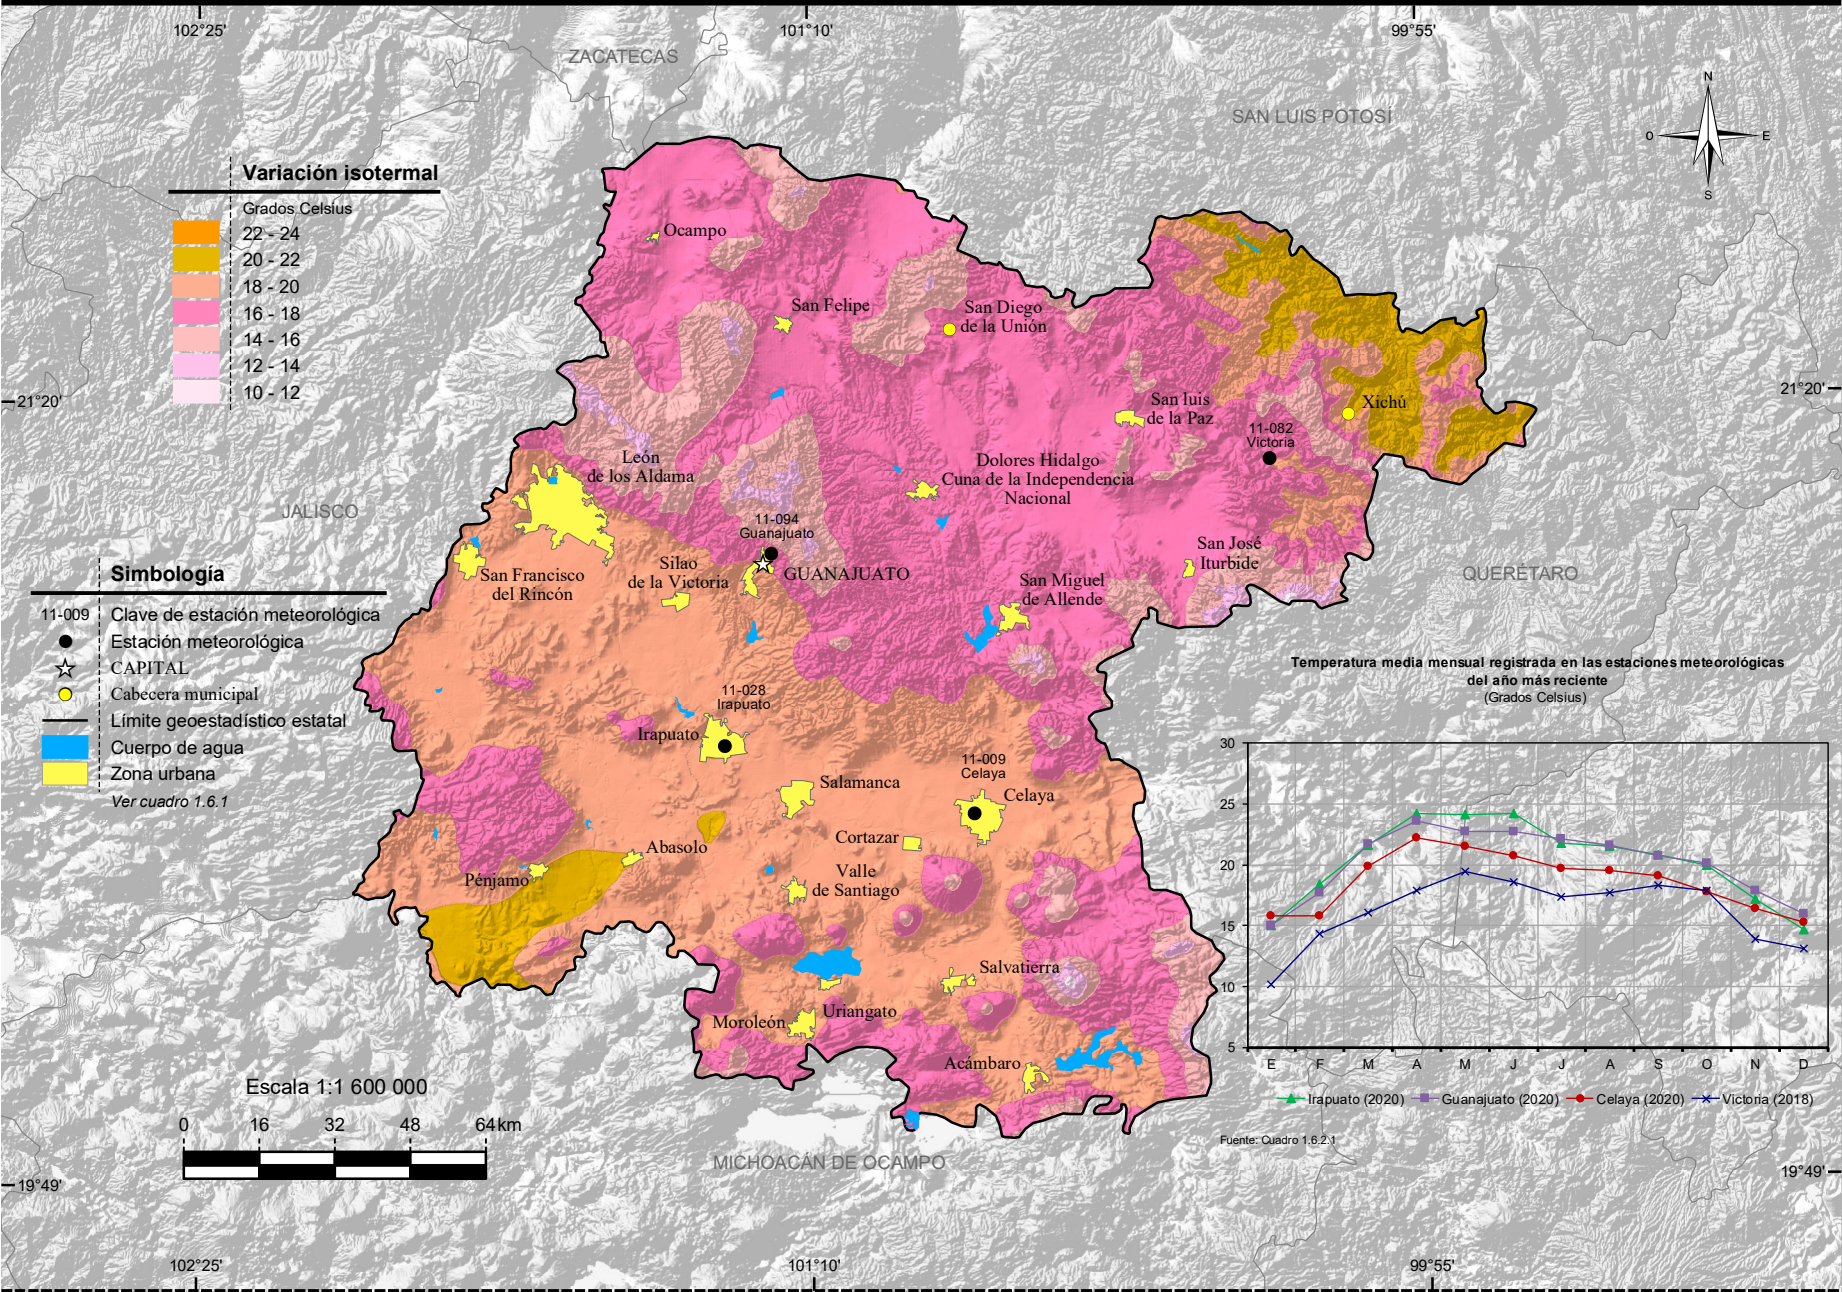 102°25'
101°10'
99°55'
ZACATECAS
SAN LUIS POTOSÍ
N
O
E
S
Variación isotermal
Grados Celsius
22 - 24
20 - 22
18 - 20
16 - 18
14 - 16
12 - 14
10 - 12
21°20'
21°20'
Ocampo
San Felipe
San Diego
de la Unión
San luis
de la Paz
Xichú
11-082
Victoria
León
de los Aldama
Dolores Hidalgo
Cuna de la Independencia
Nacional
JALISCO
11-094
Guanajuato
GUANAJUATO
San José
Iturbide
QUERÉTARO
San Francisco
del Rincón
Silao
de la Victoria
San Miguel
de Allende
Simbología
11-009 Clave de estación meteorológica
Estación meteorológica
CAPITAL
Cabecera municipal
Límite geoestadístico estatal
Cuerpo de agua
Zona urbana
Ver cuadro 1.6.1
11-028
Irapuato
Irapuato
Salamanca
11-009
Celaya
Celaya
Cortazar
Abasolo
Pénjamo
Valle
de Santiago
Salvatierra
Uriangato
Moroleón
Acámbaro
Temperatura media mensual registrada en las estaciones meteorológicas
del año más reciente
(Grados Celsius)
30
25
20
15
10
5
E F M A M J J A S O N D
Irapuato (2020) Guanajuato (2020) Celaya (2020) Victoria (2018)
Fuente: Cuadro 1.6.2.1
Escala 1:1 600 000
0 16 32 48 64 km
MICHOACÁN DE OCAMPO
19°49'
19°49'
102°25'
101°10'
99°55'